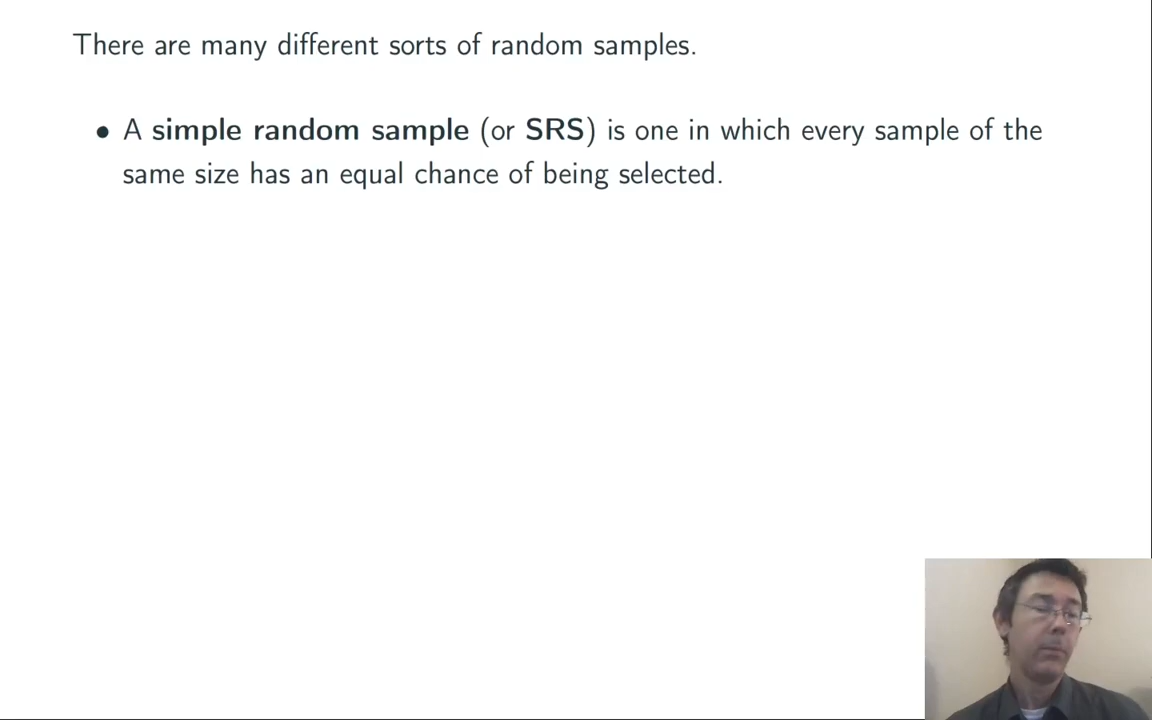 There are many different sorts of random samples.
• A simple random sample (or SRS) is one in which every sample of the
same size has an equal chance of being selected.